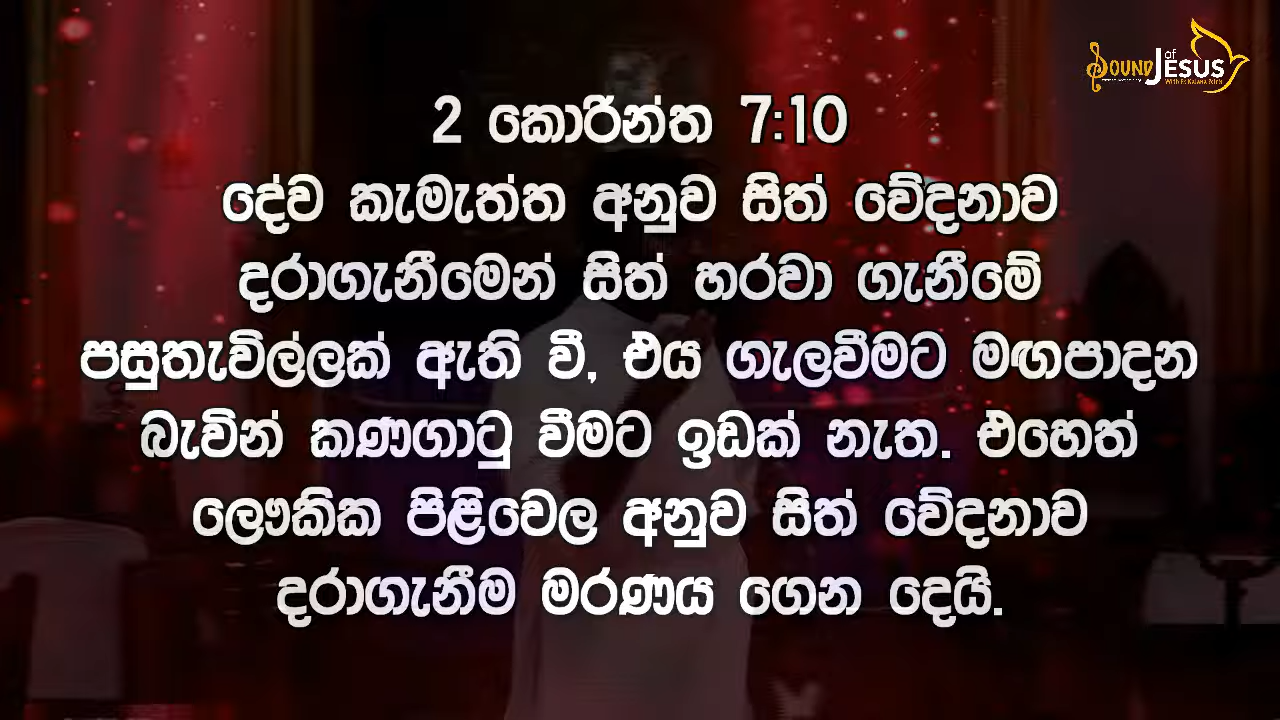 SOUND of JESUS
2 කොරින්ත 7:10
දේව කැමැත්ත අනුව සිත් වේදනාව
දරාගැනීමෙන් සිත් හරවා ගැනීමේ
පසුතැවිල්ලක් ඇති වී, එය ගැලවීමට මඟපාදන
බැවින් කණගාටු වීමට ඉඩක් නැත. එහෙත්
ලෞකික පිළිවෙල අනුව සිත් වේදනාව
දරාගැනීම මරණය ගෙන දෙයි.